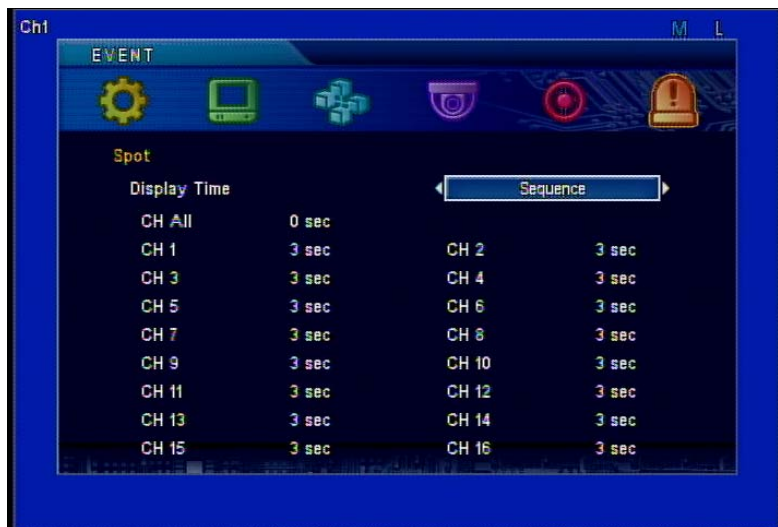 Ch1
M L
EVENT
Spot
Display Time Sequence
CH All 0 sec
CH 1 3 sec CH 2 3 sec
CH 3 3 sec CH 4 3 sec
CH 5 3 sec CH 6 3 sec
CH 7 3 sec CH 8 3 sec
CH 9 3 sec CH 10 3 sec
CH 11 3 sec CH 12 3 sec
CH 13 3 sec CH 14 3 sec
CH 15 3 sec CH 16 3 sec